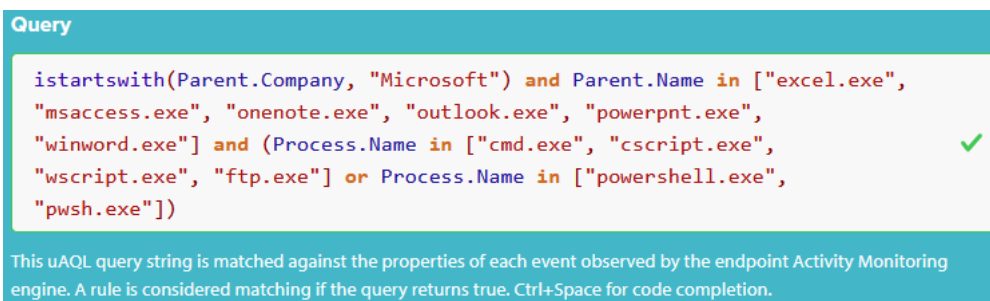 Query
istartswith(Parent.Company, "Microsoft") and Parent.Name in ["excel.exe",
"msaccess.exe", "onenote.exe", "outlook.exe", "powerpnt.exe",
"winword.exe"] and (Process.Name in ["cmd.exe", "cscript.exe",
"wscript.exe", "ftp.exe"] or Process.Name in ["powershell.exe",
"pwsh.exe"])
This uAQL query string is matched against the properties of each event observed by the endpoint Activity Monitoring
engine. A rule is considered matching if the query returns true. Ctrl+Space for code completion.